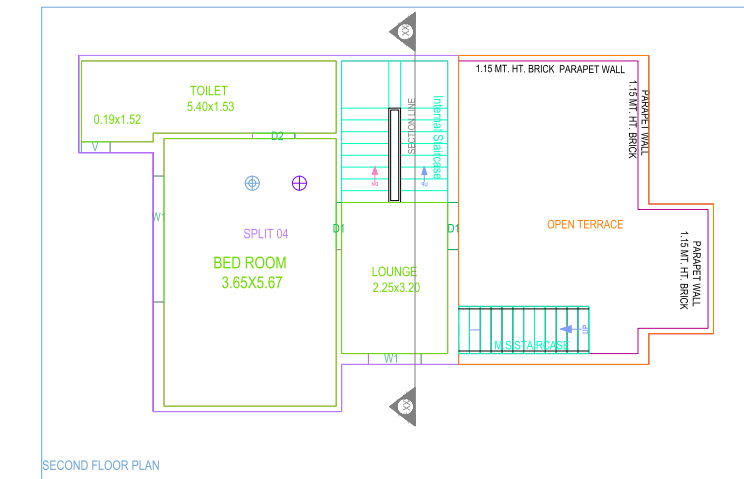 XX
1.15 MT. HT. BRICK  PARAPET WALL
TOILET
5.40x1.53
0.19x1.52
V
D2
SECTION LINE
Internal Staircase
PARAPET WALL
1.15 MT. HT. BRICK
W1
SPLIT 04
BED ROOM
3.65X5.67
D1
LOUNGE
2.25x3.20
D1
OPEN TERRACE
PARAPET WALL
1.15 MT. HT. BRICK
UP
M.S STAIRCASE
W1
XX
SECOND FLOOR PLAN